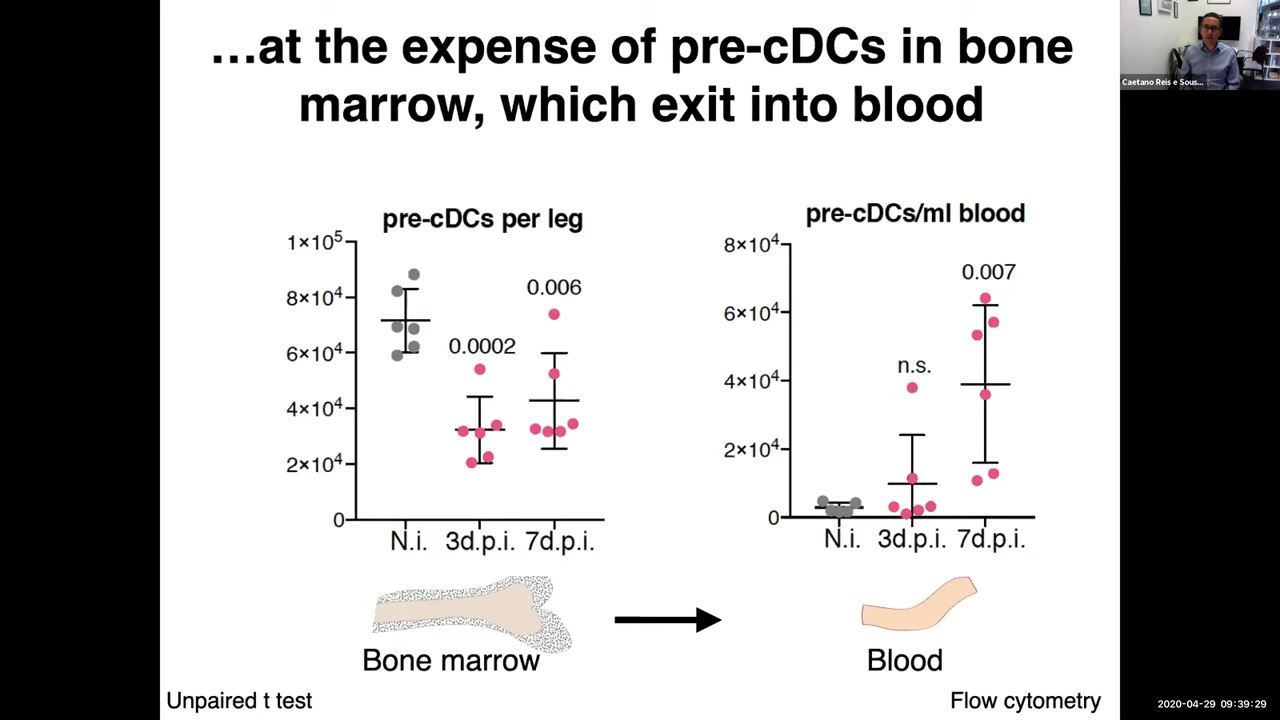 ...at the expense of pre-cDCs in bone
marrow, which exit into blood
Caetano Reis e Sous...
pre-cDCs per leg
1×10⁵
8×10⁴
6×10⁴
4×10⁴
2×10⁴
0
0.0002
0.006
N.i. 3d.p.i. 7d.p.i.
Bone marrow
pre-cDCs/ml blood
8×10⁴
6×10⁴
4×10⁴
2×10⁴
0
n.s.
0.007
N.i. 3d.p.i. 7d.p.i.
Blood
Unpaired t test
Flow cytometry
2020-04-29 09:39:29